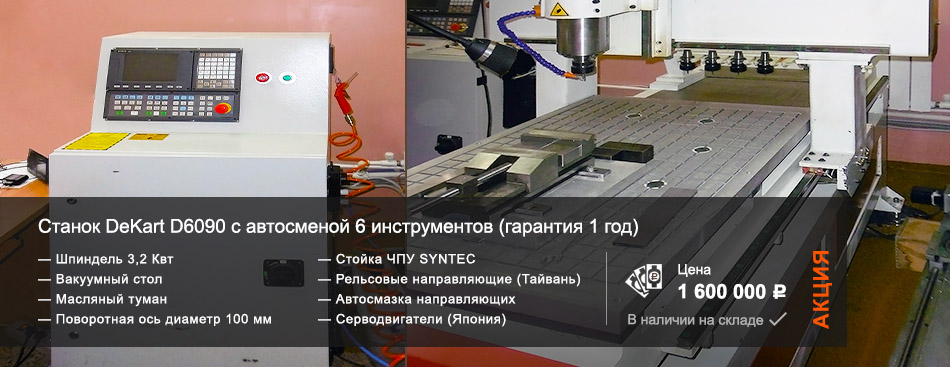 Станок DeKart D6090 с автосменой 6 инструментов (гарантия 1 год)
— Шпиндель 3,2 Квт
— Вакуумный стол
— Масляный туман
— Поворотная ось диаметр 100 мм
— Стойка ЧПУ SYNTEC
— Рельсовые направляющие (Тайвань)
— Автосмазка направляющих
— Серводвигатели (Япония)
Цена
1 600 000 ₽
В наличии на складе
АКЦИЯ